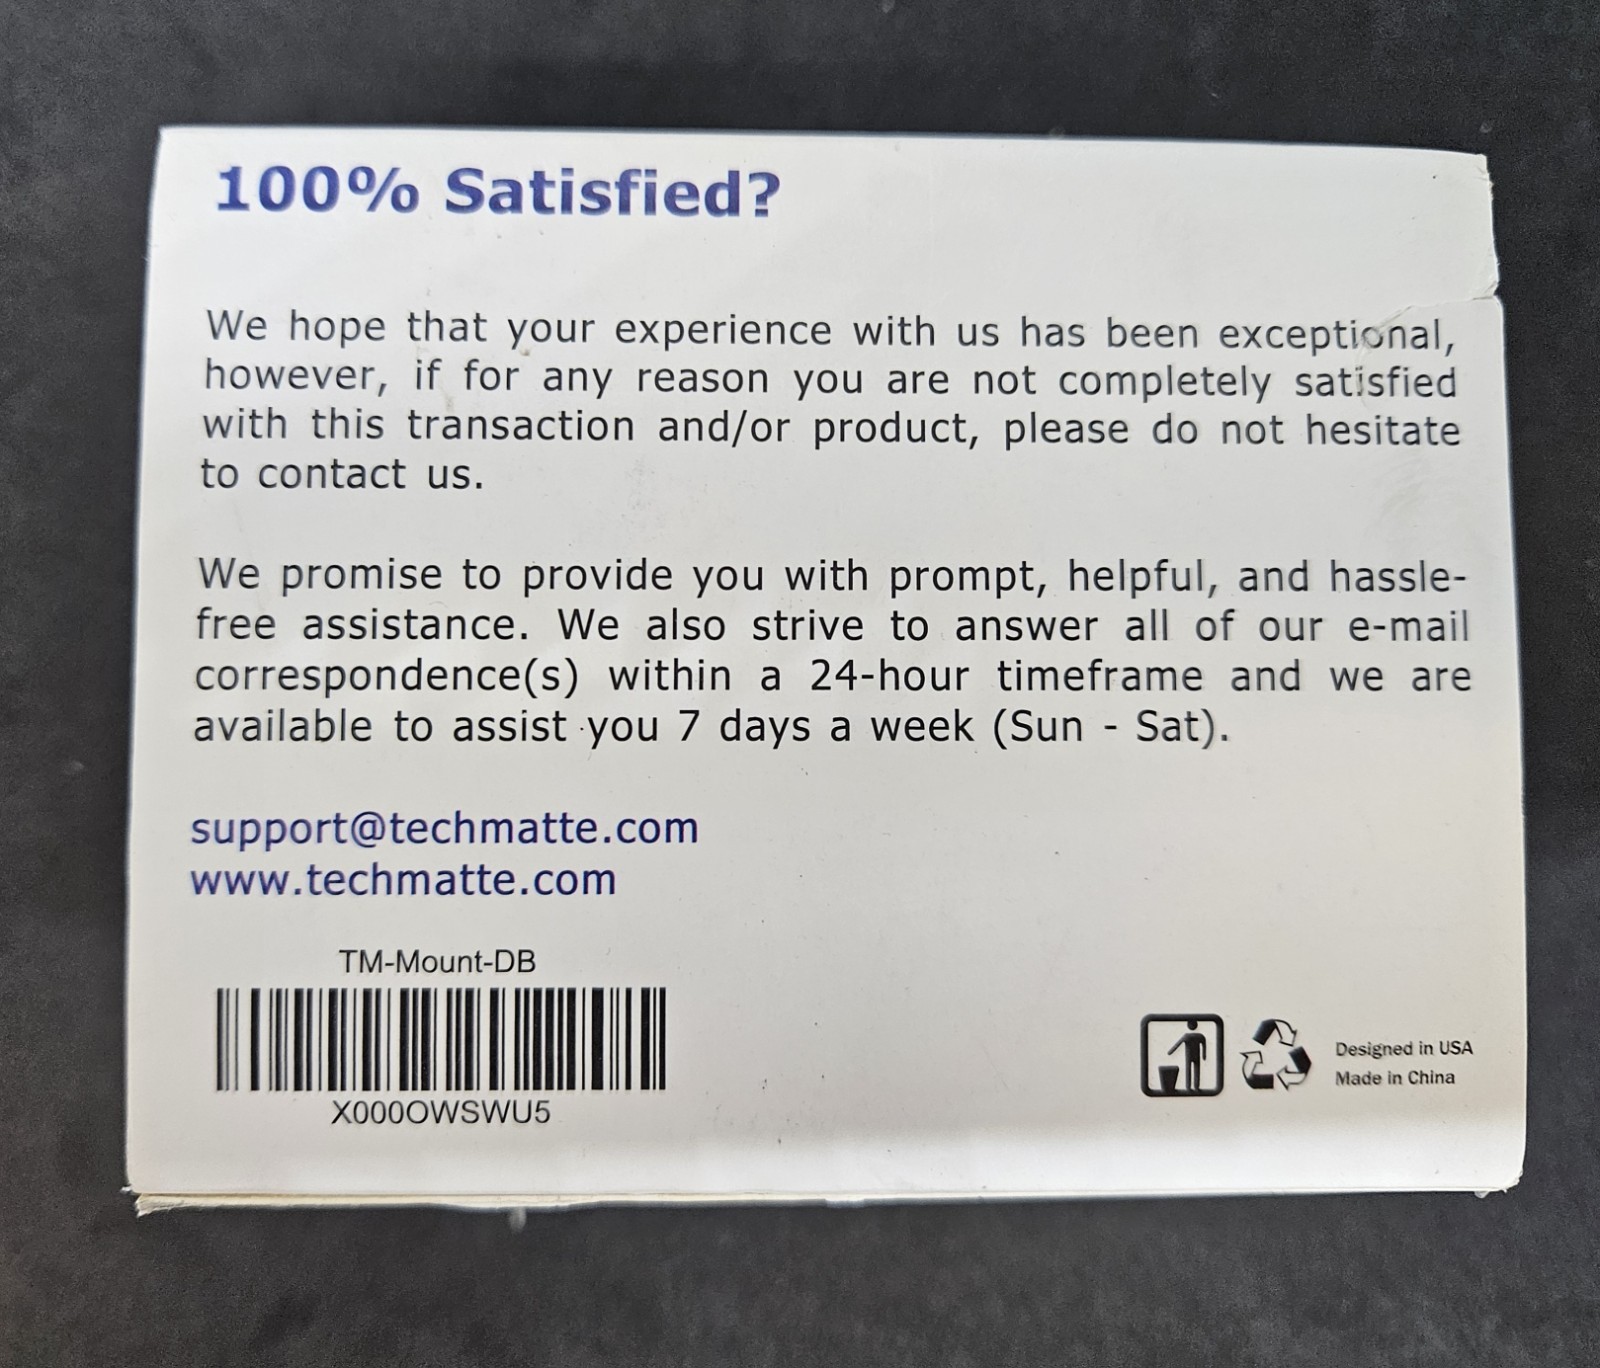 100% Satisfied?
We hope that your experience with us has been exceptional,
however, if for any reason you are not completely satisfied
with this transaction and/or product, please do not hesitate
to contact us.
We promise to provide you with prompt, helpful, and hassle-
free assistance. We also strive to answer all of our e-mail
correspondence(s) within a 24-hour timeframe and we are
available to assist you 7 days a week (Sun - Sat).
support@techmatte.com
www.techmatte.com
TM-Mount-DB
X000OWSWU5
Designed in USA
Made in China